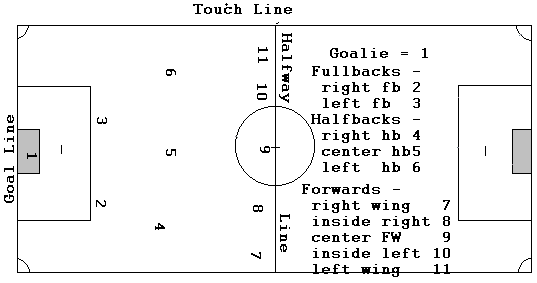 Touch Line
Goal Line
Halfway
Line
1
2
3
4
5
6
7
8
9
10
11
Goalie = 1
Fullbacks -
right fb 2
left fb 3
Halfbacks -
right hb 4
center hb5
left hb 6
Forwards -
right wing 7
inside right 8
center FW 9
inside left 10
left wing 11